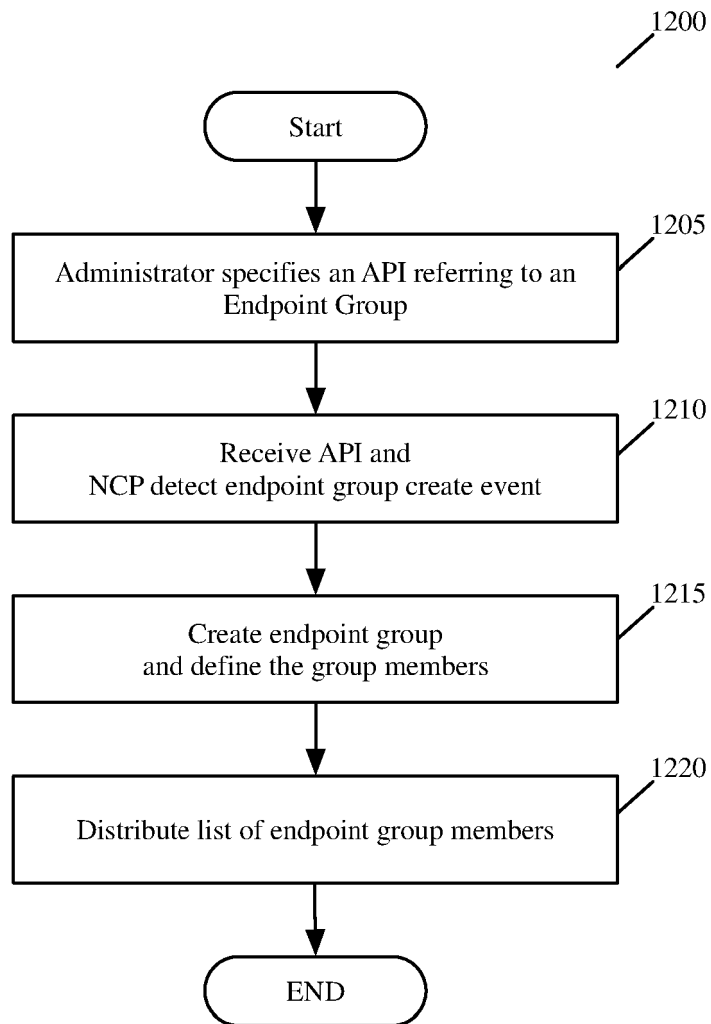 1200
Start
1205
Administrator specifies an API referring to an
Endpoint Group
1210
Receive API and
NCP detect endpoint group create event
1215
Create endpoint group
and define the group members
1220
Distribute list of endpoint group members
END